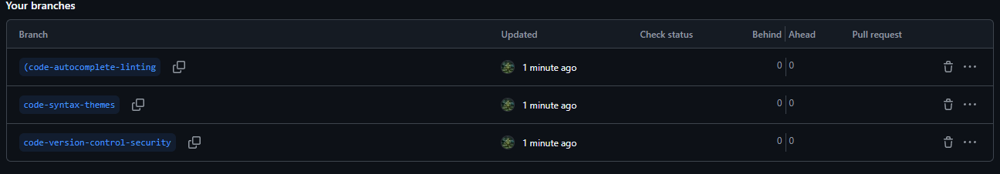 Your branches
Branch Updated Check status Behind Ahead Pull request
(code-autocomplete-linting 1 minute ago 0 0
code-syntax-themes 1 minute ago 0 0
code-version-control-security 1 minute ago 0 0